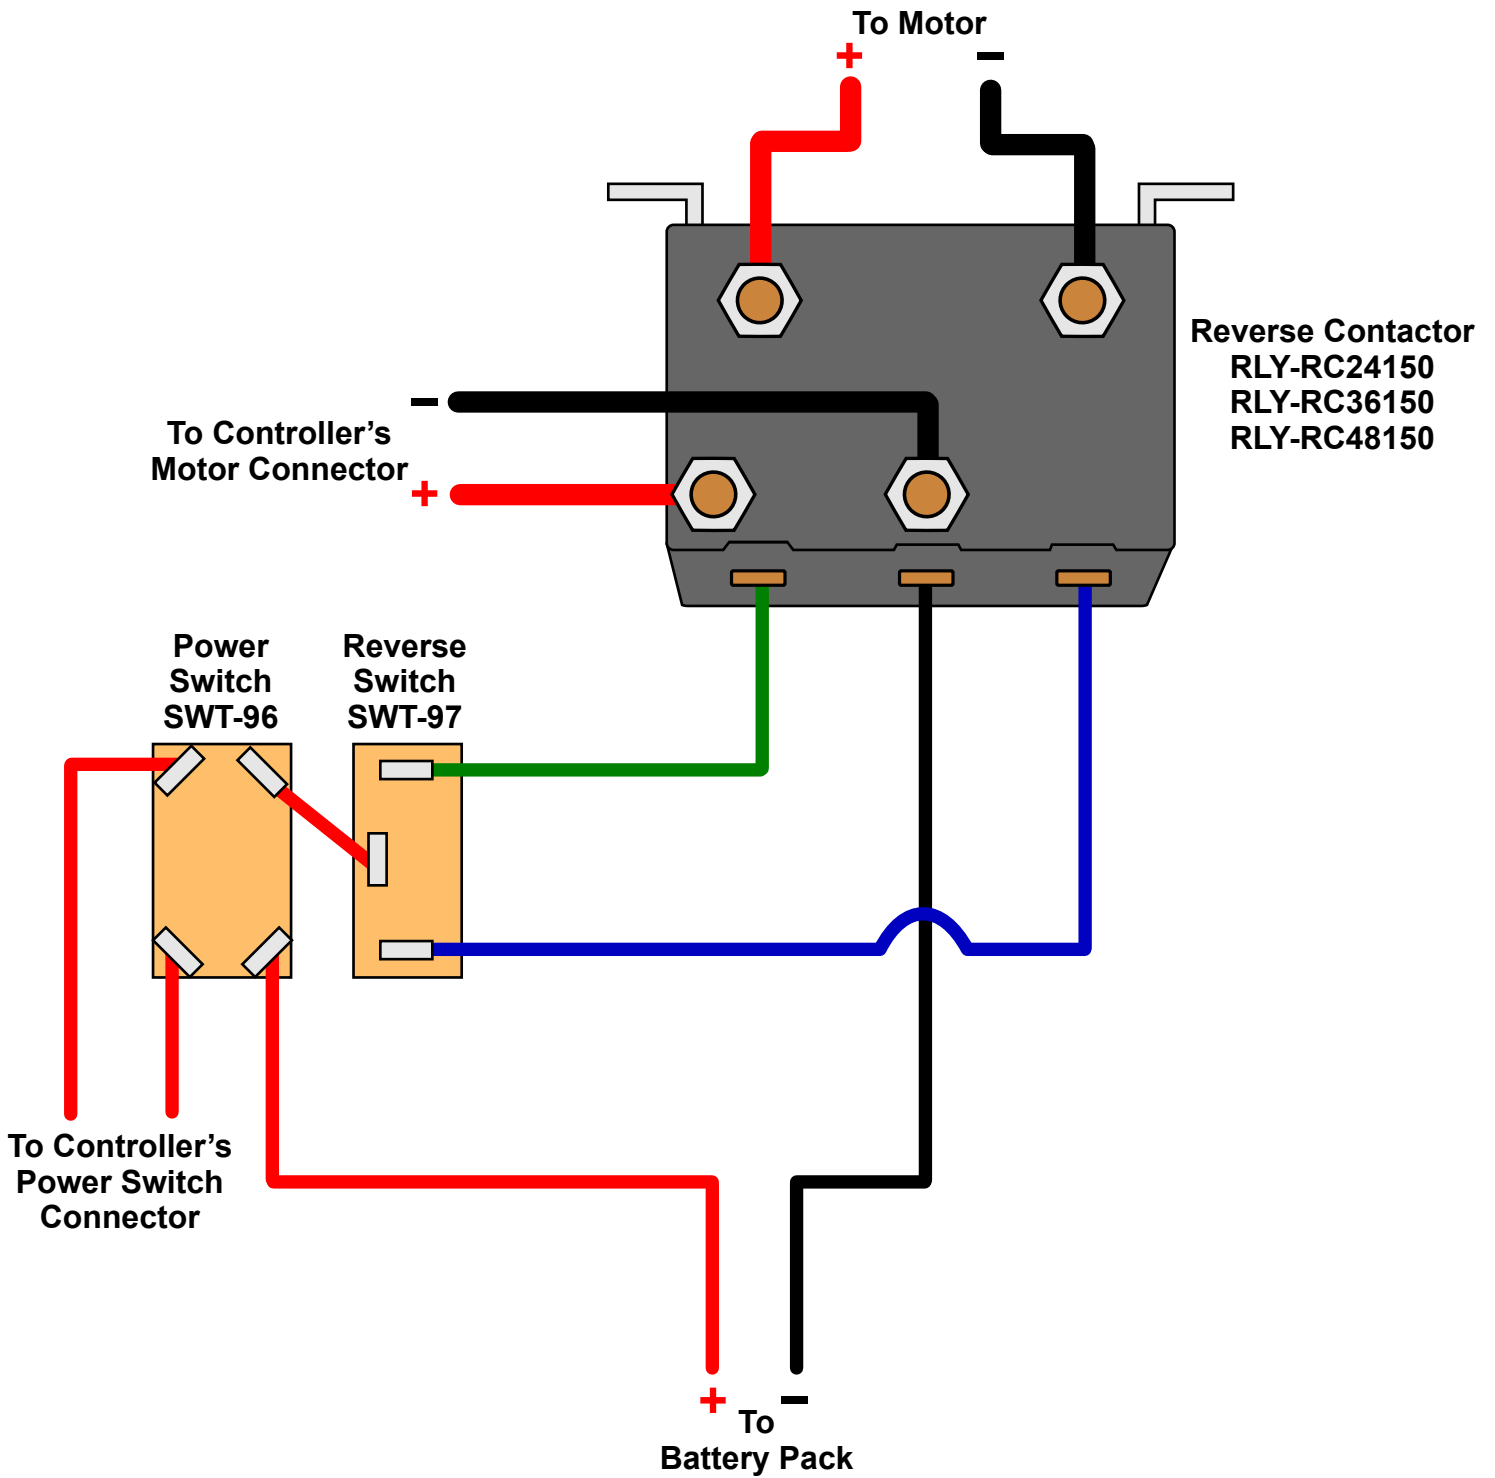 To Motor
+ −
Reverse Contactor
RLY-RC24150
RLY-RC36150
RLY-RC48150
−
To Controller’s
Motor Connector
+
Power
Switch
SWT-96
Reverse
Switch
SWT-97
To Controller’s
Power Switch
Connector
+ −
To
Battery Pack